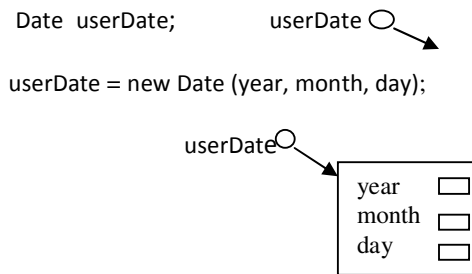 Date userDate; userDate
userDate = new Date (year, month, day);
userDate
year
month
day